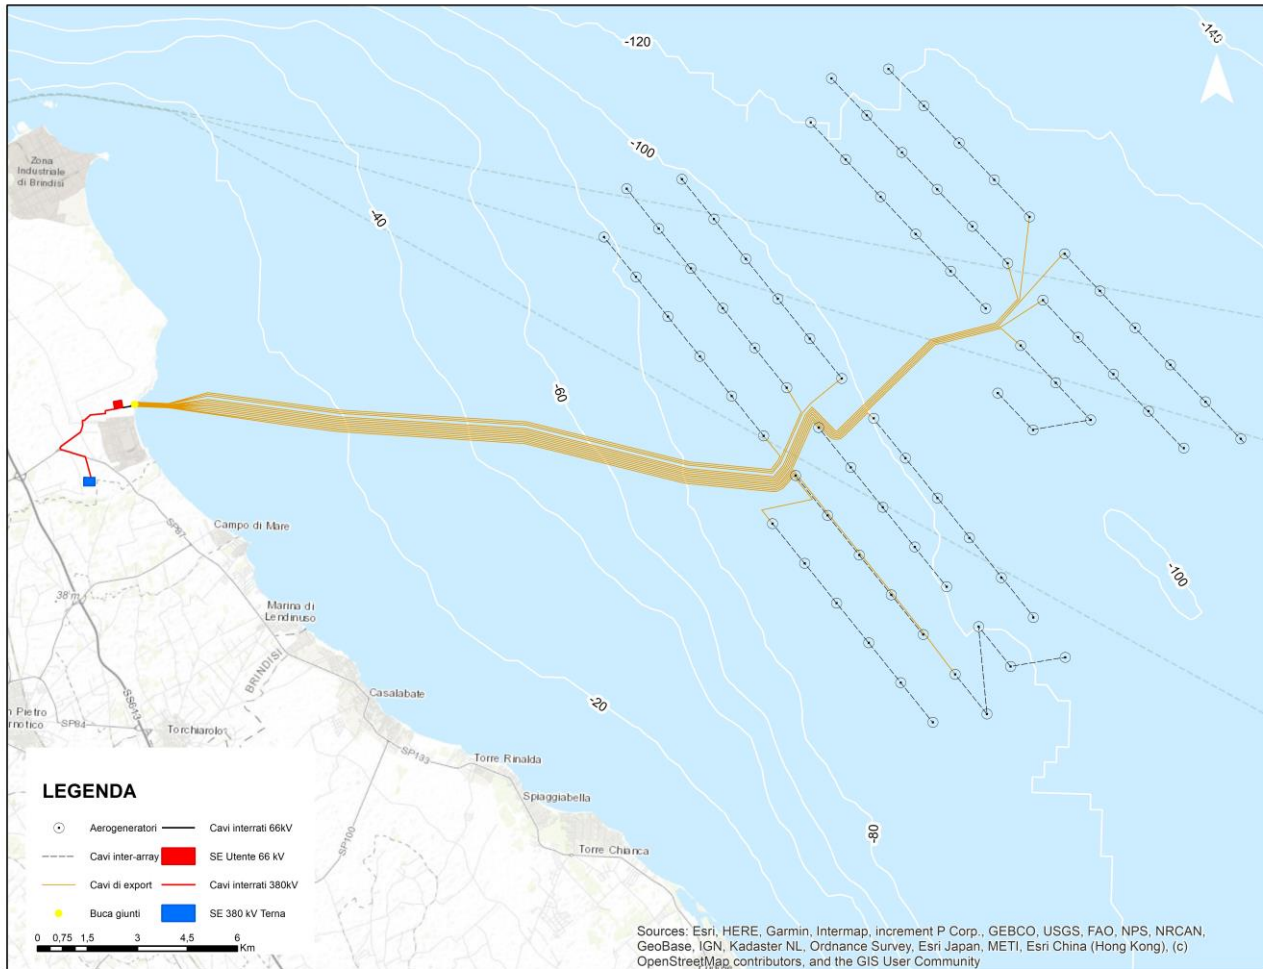 -120
-140
-100
Zona
Industriale
di Brindisi
-40
-60
Campo di Mare
SP87
38 m
Marina di
Lendinuso
BRINDISI
-100
Casalabate
-20
n Pietro
rnotico
SP84
SS613
Torchiarolo
SP133
Torre Rinalda
Spiaggiabella
-80
SP100
Torre Chianca
LEGENDA
Aerogeneratori
Cavi interrati 66kV
Cavi inter-array
SE Utente 66 kV
Cavi di export
Cavi interrati 380kV
Buca giunti
SE 380 kV Terna
0 0,75 1,5 3 4,5 6
Km
Sources: Esri, HERE, Garmin, Intermap, increment P Corp., GEBCO, USGS, FAO, NPS, NRCAN,
GeoBase, IGN, Kadaster NL, Ordnance Survey, Esri Japan, METI, Esri China (Hong Kong), (c)
OpenStreetMap contributors, and the GIS User Community